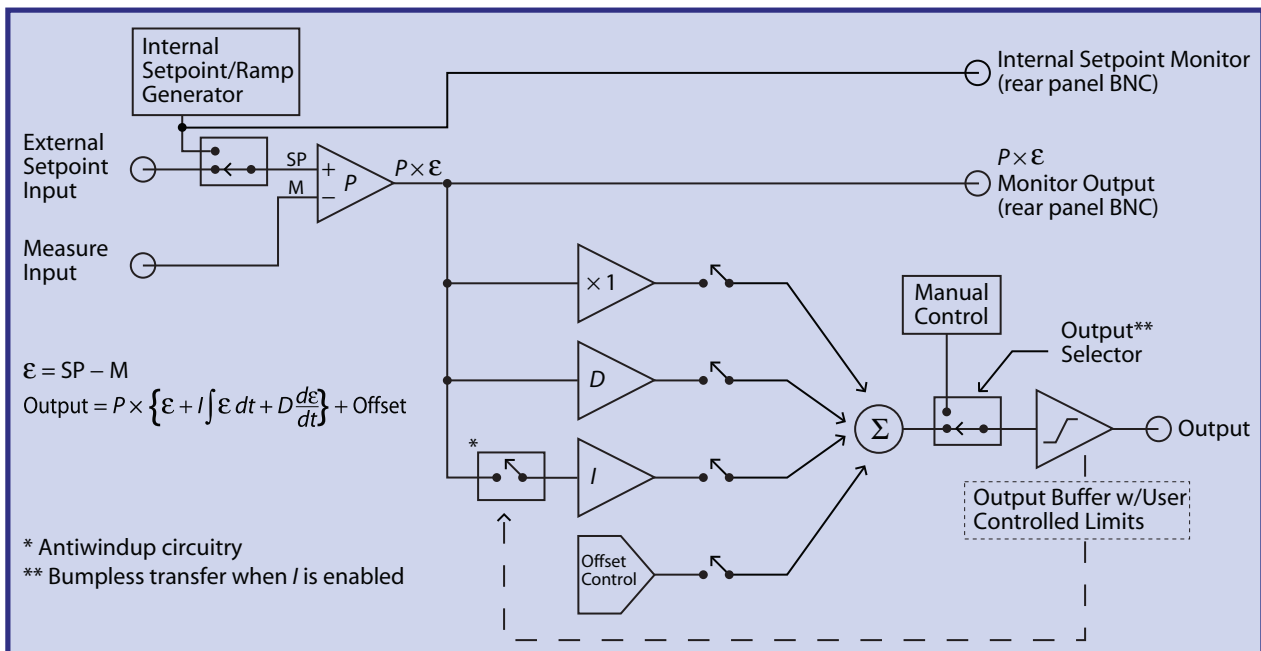 Internal
Setpoint/Ramp
Generator
Internal Setpoint Monitor
(rear panel BNC)
External
Setpoint
Input
SP
+
P
M
−
P × ε
P × ε
Monitor Output
(rear panel BNC)
Measure
Input
× 1
Manual
Control
Output**
Selector
ε = SP – M
Output = P × {ε + I∫ε dt + D dε/dt} + Offset
D
Σ
Output
*
I
Output Buffer w/User
Controlled Limits
Offset
Control
* Antiwindup circuitry
** Bumpless transfer when I is enabled